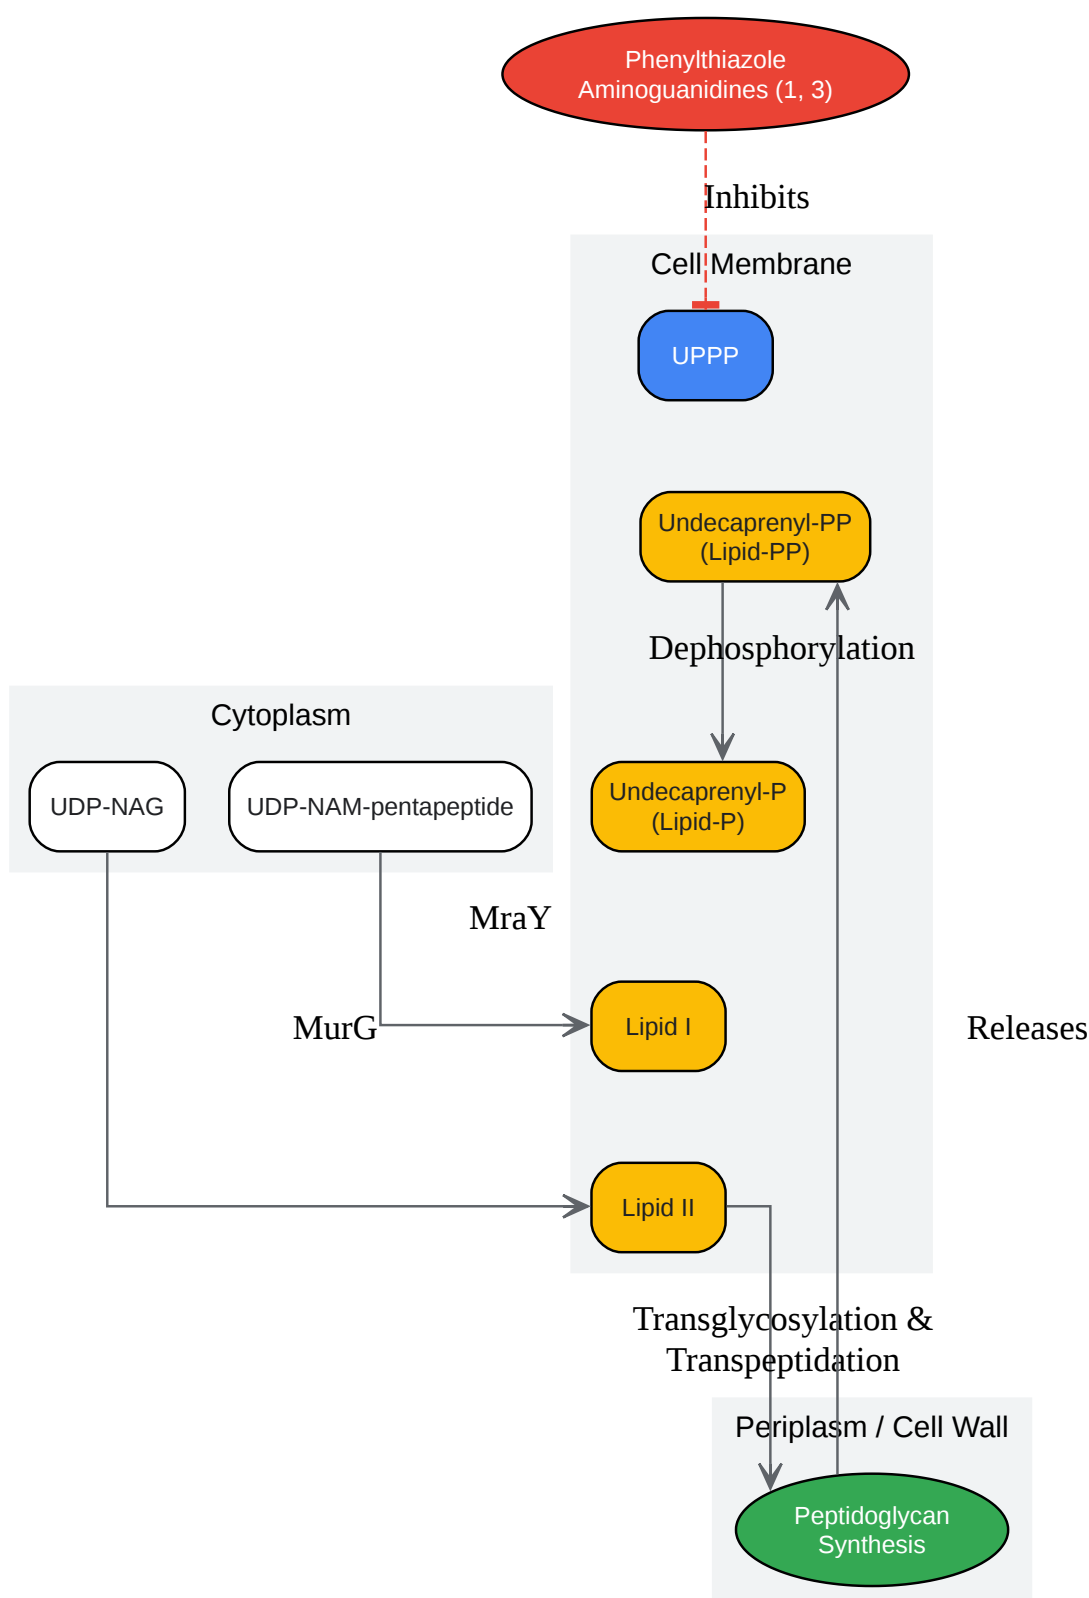 Phenylthiazole
Aminoguanidines (1, 3)
Inhibits
Cell Membrane
UPPP
Undecaprenyl-PP
(Lipid-PP)
Dephosphorylation
Cytoplasm
UDP-NAG
UDP-NAM-pentapeptide
Undecaprenyl-P
(Lipid-P)
MraY
MurG
Lipid I
Releases
Lipid II
Transglycosylation &
Transpeptidation
Periplasm / Cell Wall
Peptidoglycan
Synthesis